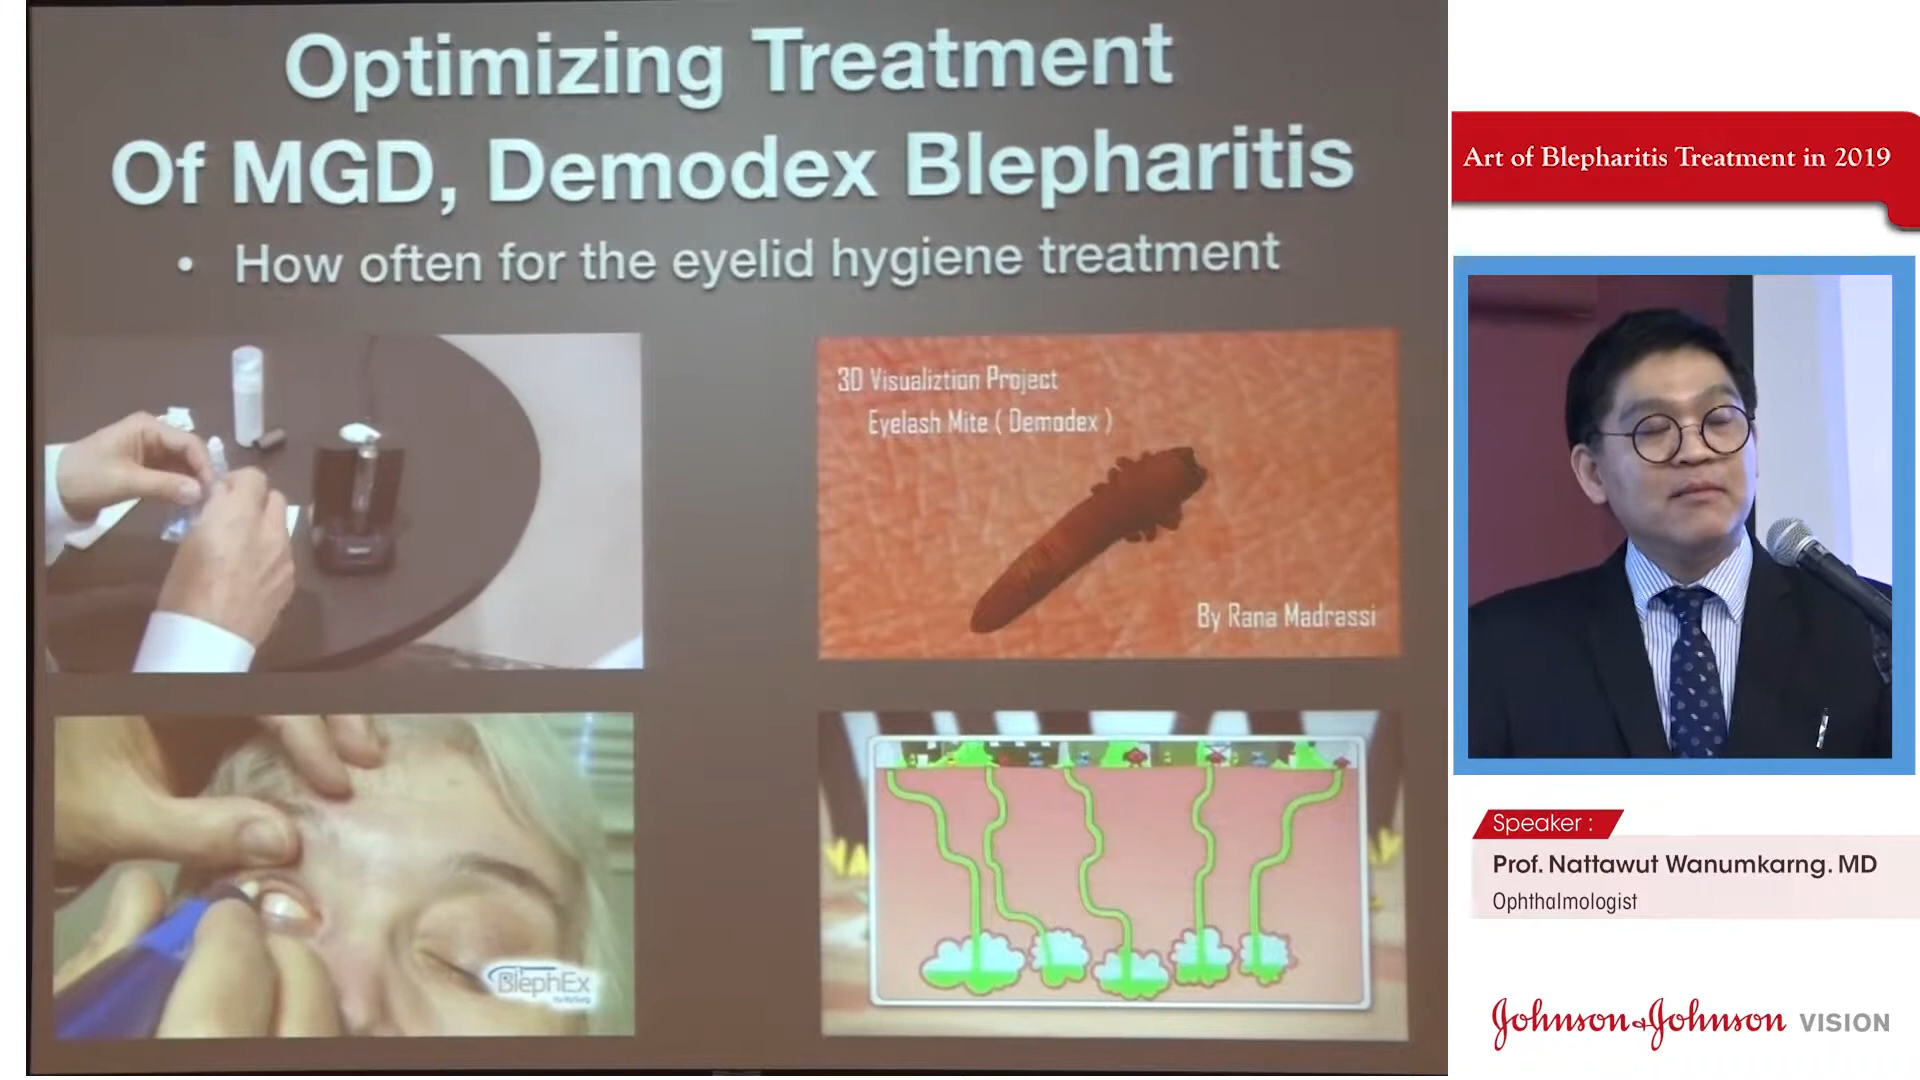 Optimizing Treatment
Of MGD, Demodex Blepharitis
• How often for the eyelid hygiene treatment
3D Visualiztion Project
Eyelash Mite ( Demodex )
By Rana Madrassi
BlephEx
Art of Blepharitis Treatment in 2019
Speaker :
Prof. Nattawut Wanumkarng. MD
Ophthalmologist
Johnson & Johnson VISION